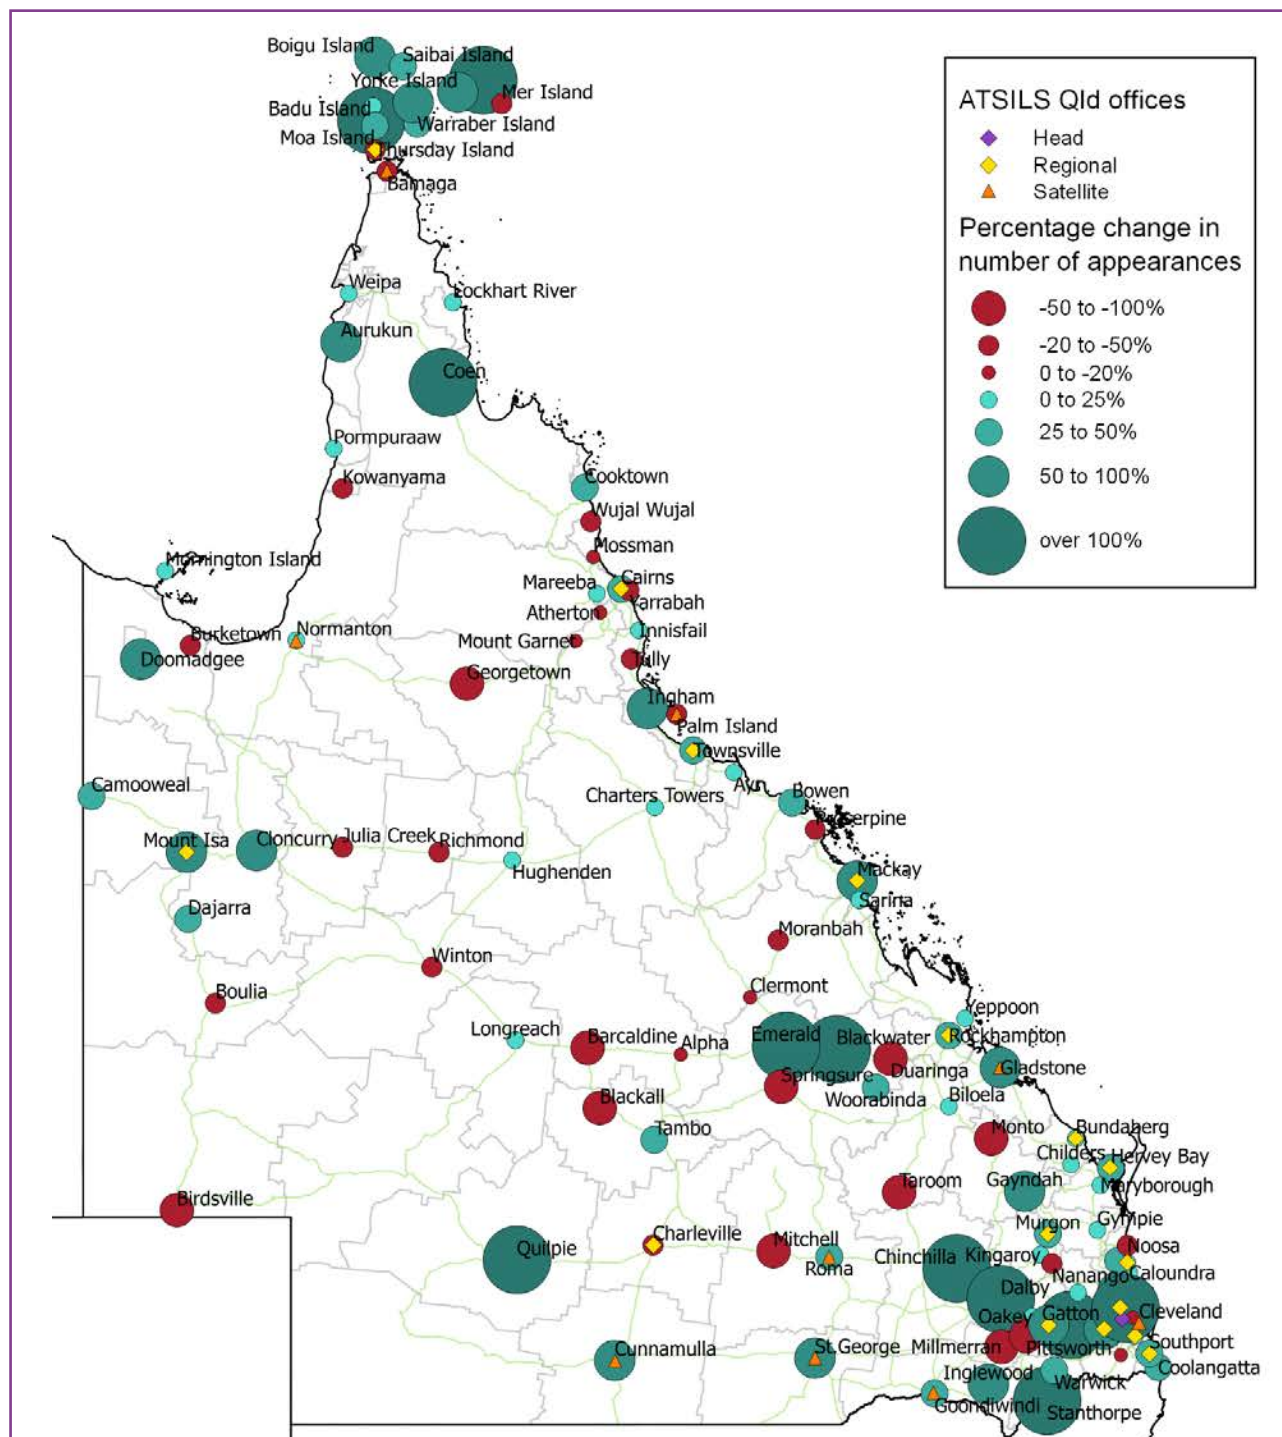 Boigu Island
Saibai Island
Yorke Island
Mer Island
Badu Island
Warraber Island
Moa Island
Thursday Island
Bamaga
ATSILS Qld offices
Head
Regional
Satellite
Percentage change in
number of appearances
-50 to -100%
-20 to -50%
0 to -20%
0 to 25%
25 to 50%
50 to 100%
over 100%
Weipa
Lockhart River
Aurukun
Coen
Pormpuraaw
Kowanyama
Cooktown
Wujal Wujal
Mossman
Mornington Island
Cairns
Mareeba
Yarrabah
Atherton
Innisfail
Normanton
Burketown
Mount Garnet
Doomadgee
Tully
Georgetown
Ingham
Palm Island
Townsville
Camooweal
Ayr
Charters Towers
Bowen
Proserpine
Mount Isa
Cloncurry
Julia Creek
Richmond
Hughenden
Mackay
Sarina
Dajarra
Moranbah
Winton
Boulia
Clermont
Yeppoon
Longreach
Barcaldine
Alpha
Emerald
Blackwater
Rockhampton
Springsure
Duaringa
Gladstone
Blackall
Woorabinda
Biloela
Tambo
Monto
Bundaberg
Childers
Hervey Bay
Birdsville
Taroom
Gayndah
Maryborough
Murgon
Gympie
Quilpie
Charleville
Mitchell
Roma
Chinchilla
Kingaroy
Noosa
Nanango
Caloundra
Dalby
Oakey
Gatton
Cleveland
Cunnamulla
St.George
Millmerran
Pittsworth
Southport
Coolangatta
Inglewood
Warwick
Goondiwindi
Stanthorpe